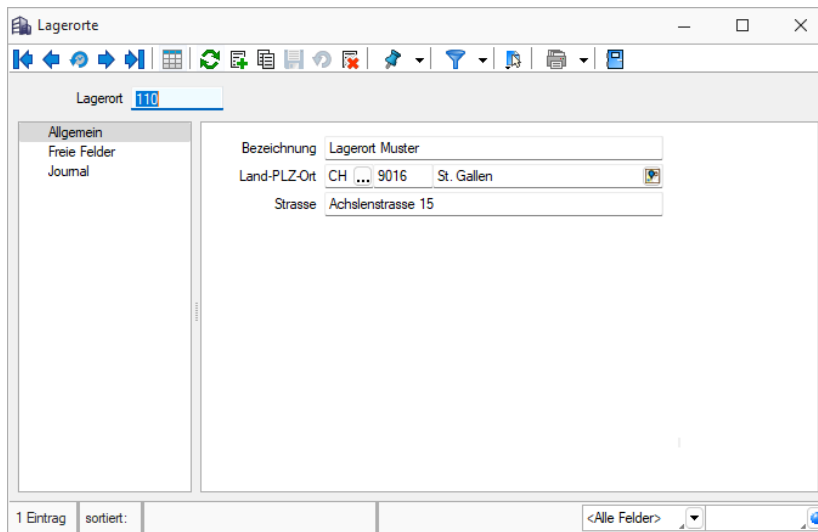 Lagerorte
Lagerort 110
Allgemein
Freie Felder
Journal
Bezeichnung Lagerort Muster
Land-PLZ-Ort CH ... 9016 St. Gallen
Strasse Achslenstrasse 15
1 Eintrag sortiert: <Alle Felder>